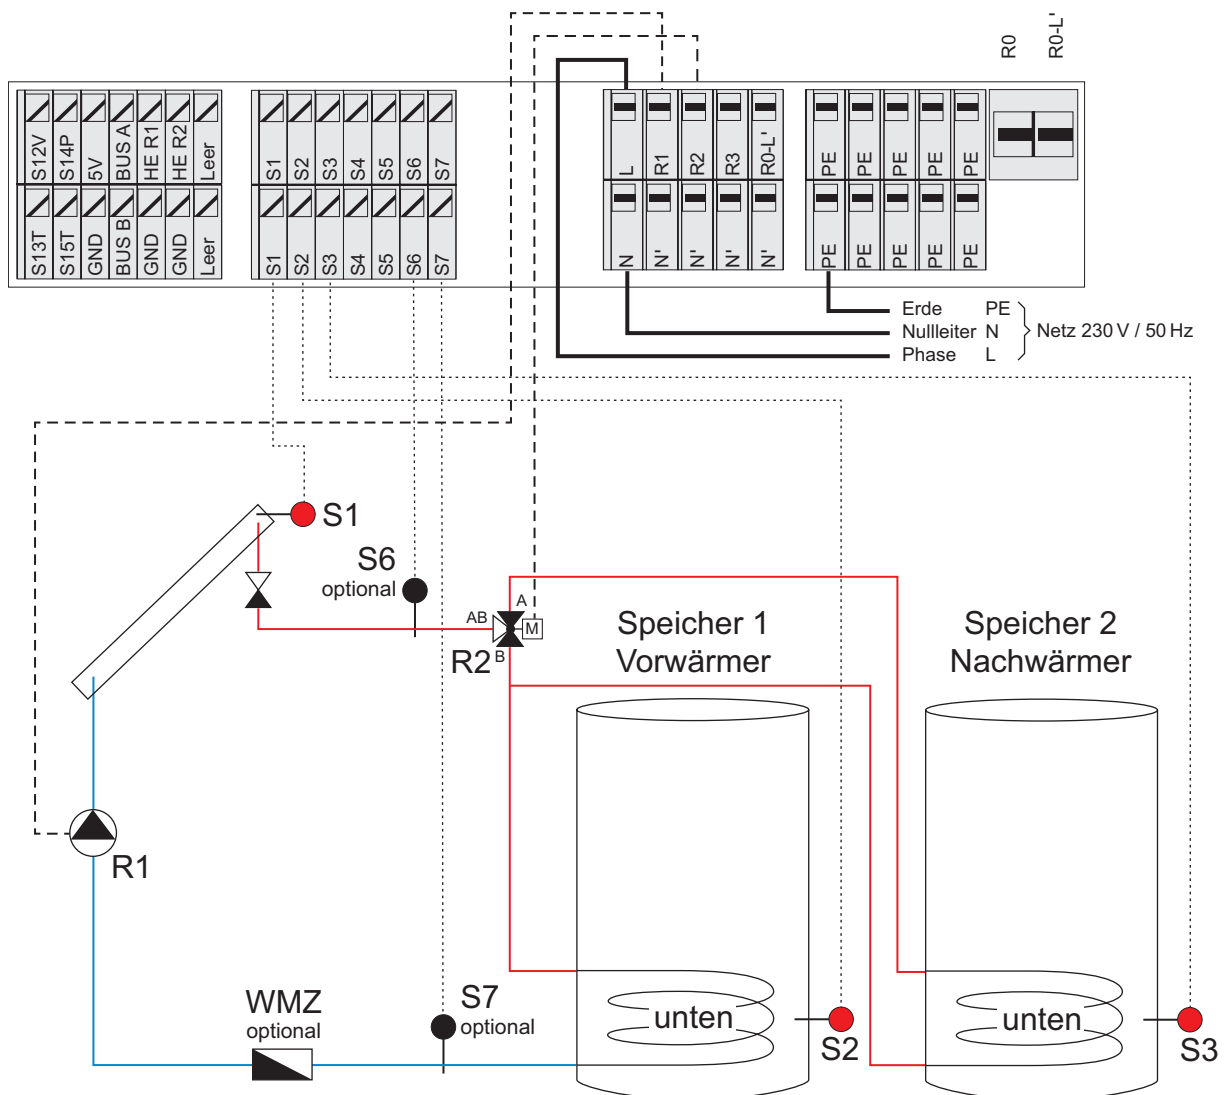 R0 R0-L'
S12V S14P 5V BUS A HE R1 HE R2 Leer
S13T S15T GND BUS B GND GND Leer
S1 S2 S3 S4 S5 S6 S7
S1 S2 S3 S4 S5 S6 S7
L R1 R2 R3 R0-L'
N N' N' N' N'
PE PE PE PE PE
PE PE PE PE PE
Erde PE
Nullleiter N
Phase L
Netz 230 V / 50 Hz
S1
S6
optional
A
AB
M
B
R2
Speicher 1
Vorwärmer
Speicher 2
Nachwärmer
R1
WMZ
optional
S7
optional
unten
S2
unten
S3